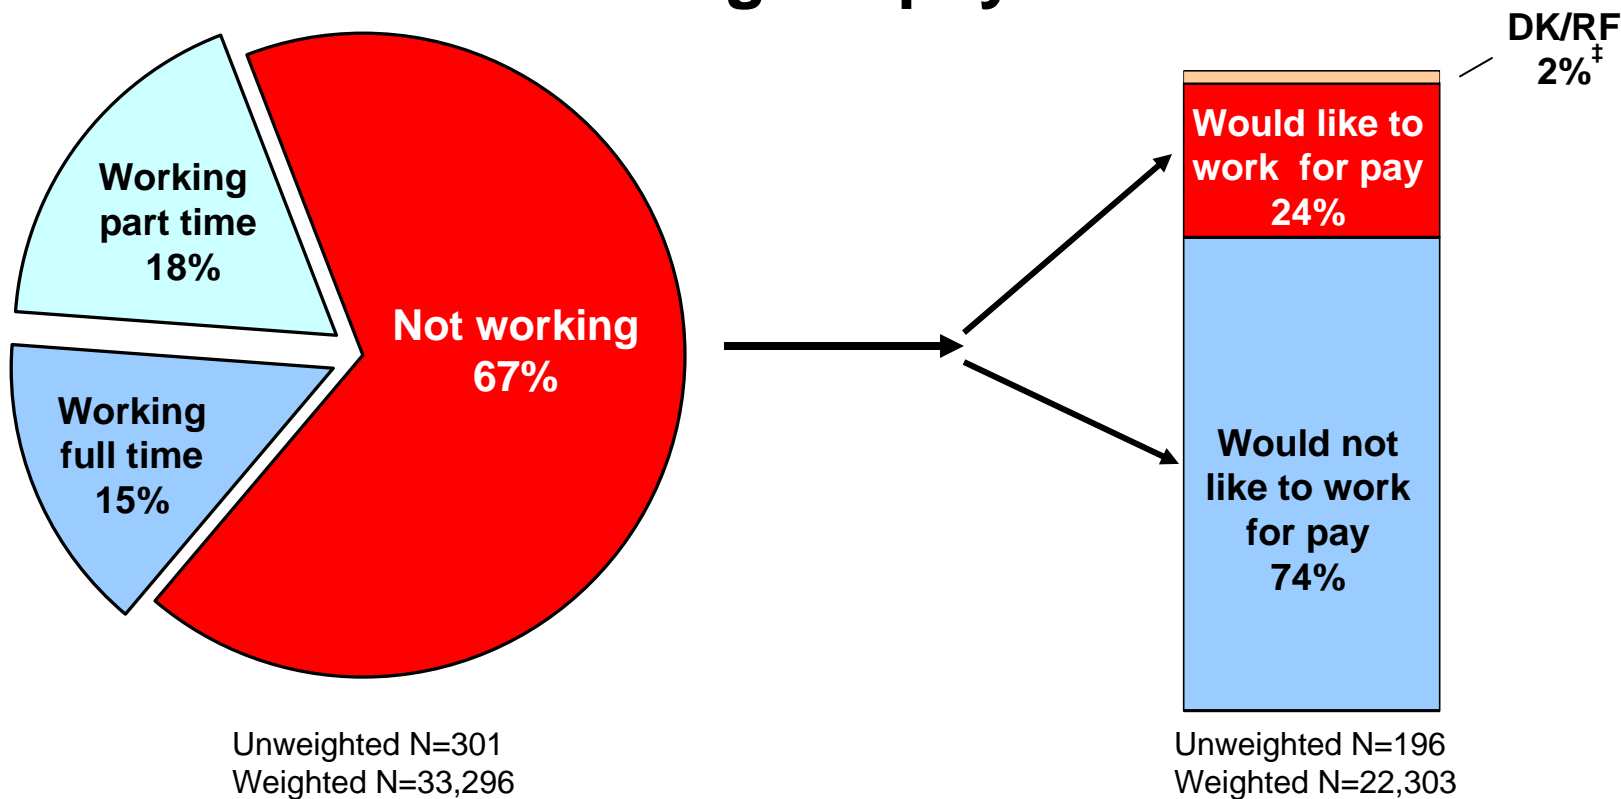 Working
part time
18%
Not working
67%
Working
full time
15%
Unweighted N=301
Weighted N=33,296
DK/RF
2%‡
Would like to
work for pay
24%
Would not
like to work
for pay
74%
Unweighted N=196
Weighted N=22,303